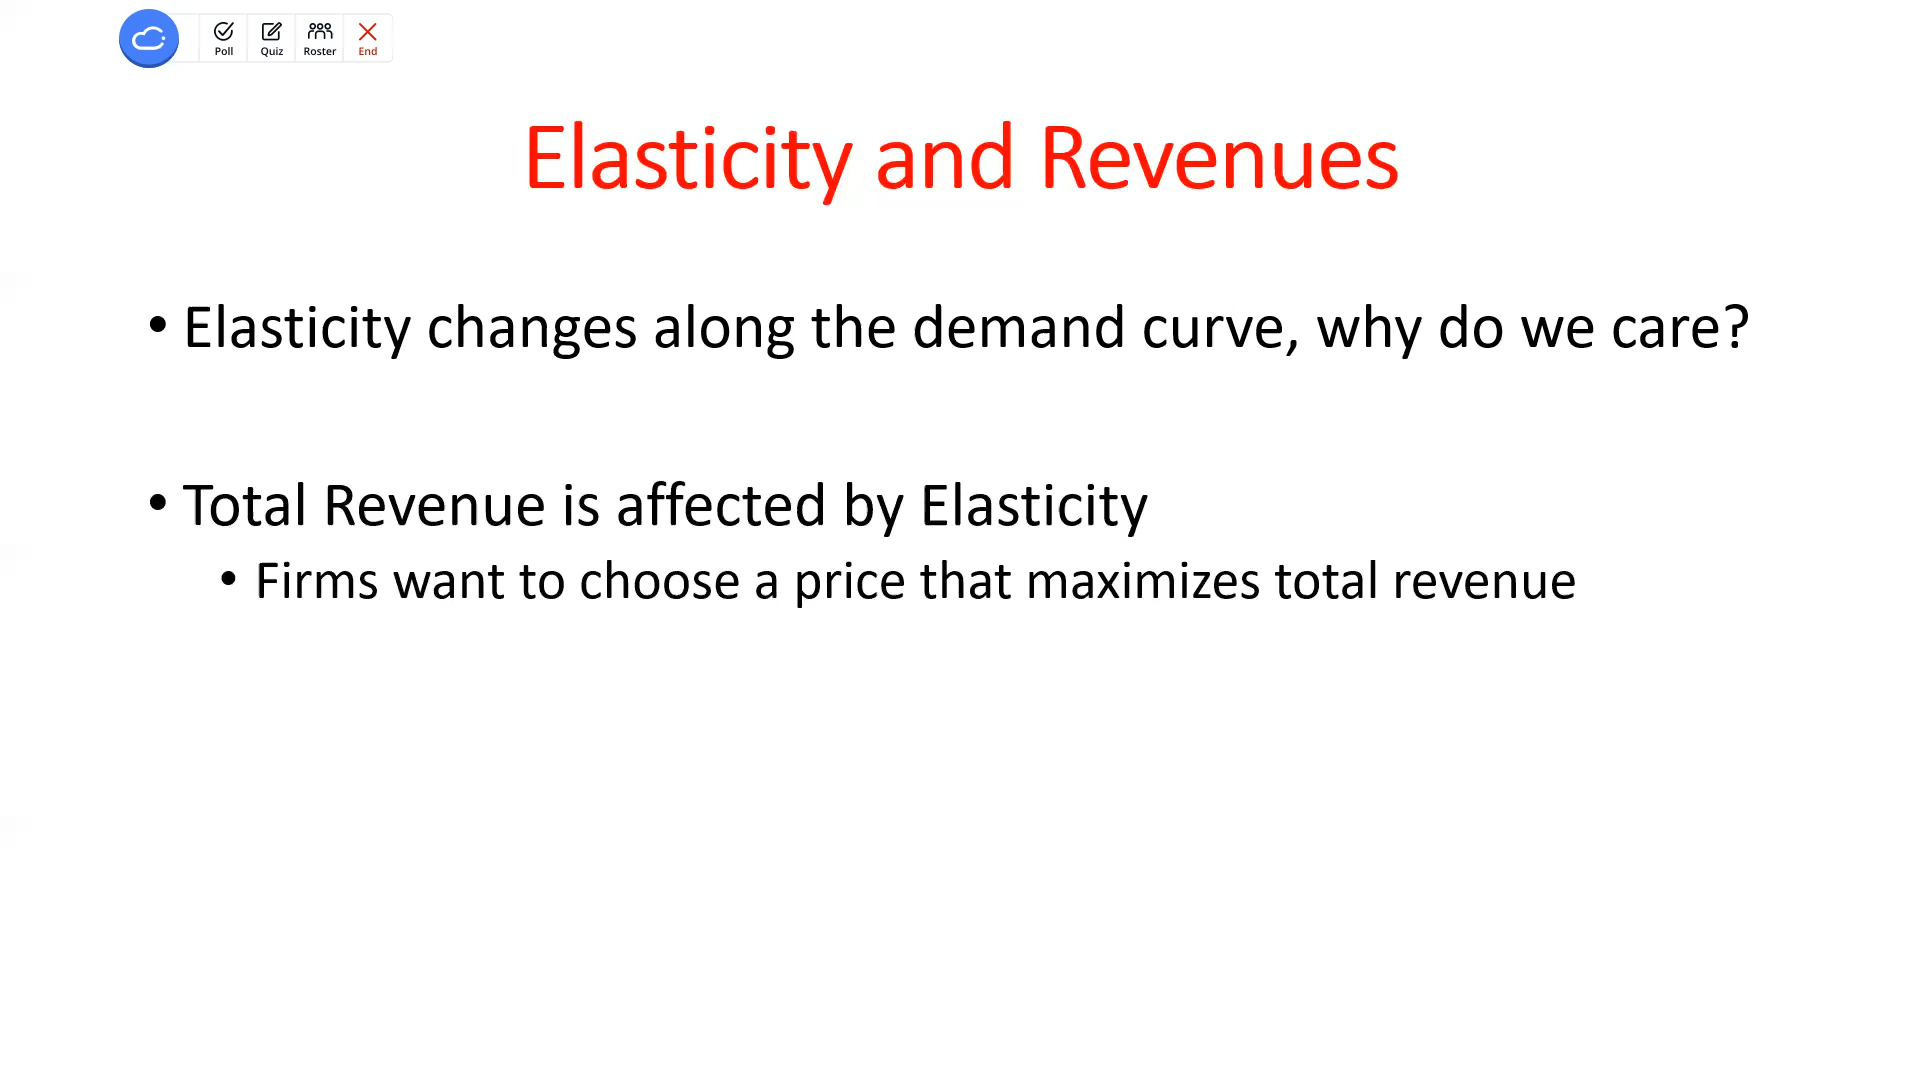 Poll Quiz Roster End
Elasticity and Revenues
• Elasticity changes along the demand curve, why do we care?
• Total Revenue is affected by Elasticity
• Firms want to choose a price that maximizes total revenue